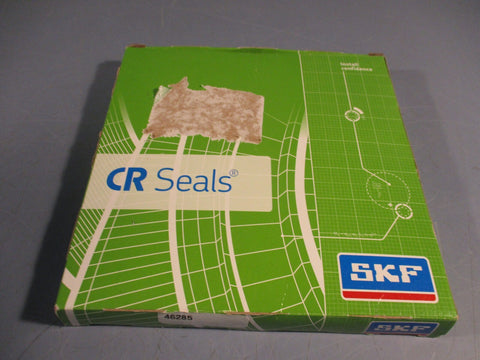 Install
confidence
CR Seals®
SKF
46285
SKF